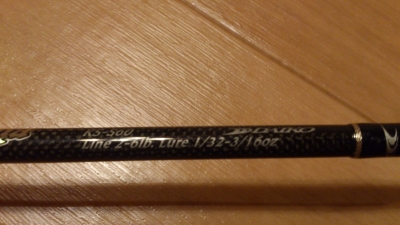 DAIKO
Line 2-6lb. Lure 1/32-3/16oz